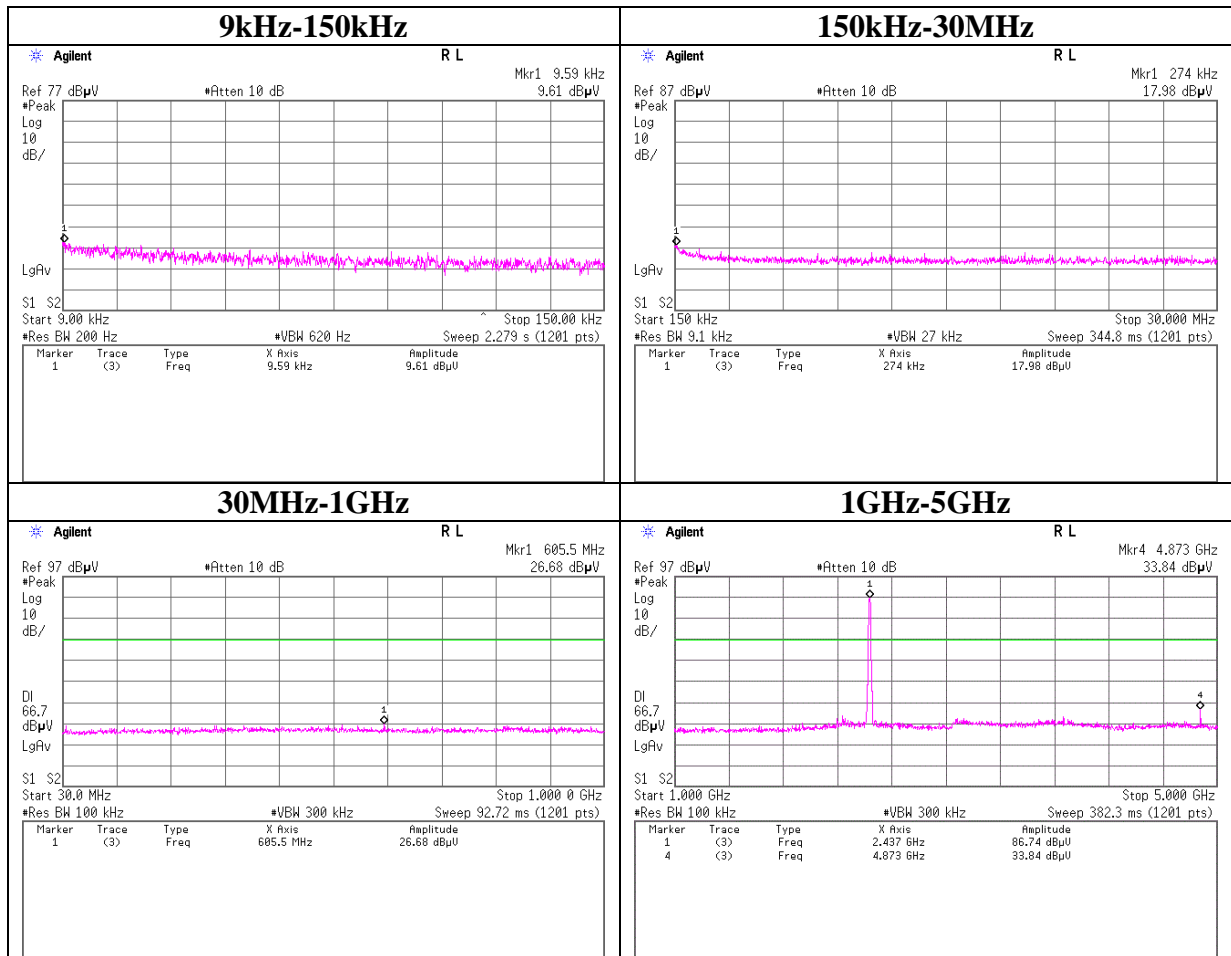 9kHz-150kHz
Agilent R L
Mkr1 9.59 kHz
Ref 77 dBµV #Atten 10 dB 9.61 dBµV
#Peak
Log
10
dB/
1
LgAv
S1 S2
Start 9.00 kHz ^ Stop 150.00 kHz
#Res BW 200 Hz #VBW 620 Hz Sweep 2.279 s (1201 pts)
Marker Trace Type X Axis Amplitude
1 (3) Freq 9.59 kHz 9.61 dBµV
150kHz-30MHz
Agilent R L
Mkr1 274 kHz
Ref 87 dBµV #Atten 10 dB 17.98 dBµV
#Peak
Log
10
dB/
1
LgAv
S1 S2
Start 150 kHz Stop 30.000 MHz
#Res BW 9.1 kHz #VBW 27 kHz Sweep 344.8 ms (1201 pts)
Marker Trace Type X Axis Amplitude
1 (3) Freq 274 kHz 17.98 dBµV
30MHz-1GHz
Agilent R L
Mkr1 605.5 MHz
Ref 97 dBµV #Atten 10 dB 26.68 dBµV
#Peak
Log
10
dB/
DI
66.7
dBµV
1
LgAv
S1 S2
Start 30.0 MHz Stop 1.000 0 GHz
#Res BW 100 kHz #VBW 300 kHz Sweep 92.72 ms (1201 pts)
Marker Trace Type X Axis Amplitude
1 (3) Freq 605.5 MHz 26.68 dBµV
1GHz-5GHz
Agilent R L
Mkr4 4.873 GHz
Ref 97 dBµV #Atten 10 dB 33.84 dBµV
#Peak
1
Log
10
dB/
DI
4
66.7
dBµV
LgAv
S1 S2
Start 1.000 GHz Stop 5.000 GHz
#Res BW 100 kHz #VBW 300 kHz Sweep 382.3 ms (1201 pts)
Marker Trace Type X Axis Amplitude
1 (3) Freq 2.437 GHz 86.74 dBµV
4 (3) Freq 4.873 GHz 33.84 dBµV